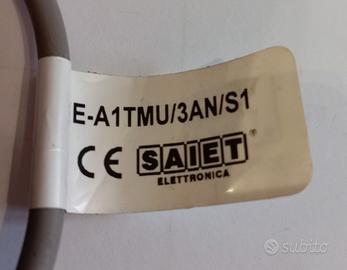 E-A1TMU/3AN/S1
CE SAIET®
ELETTRONICA
subito